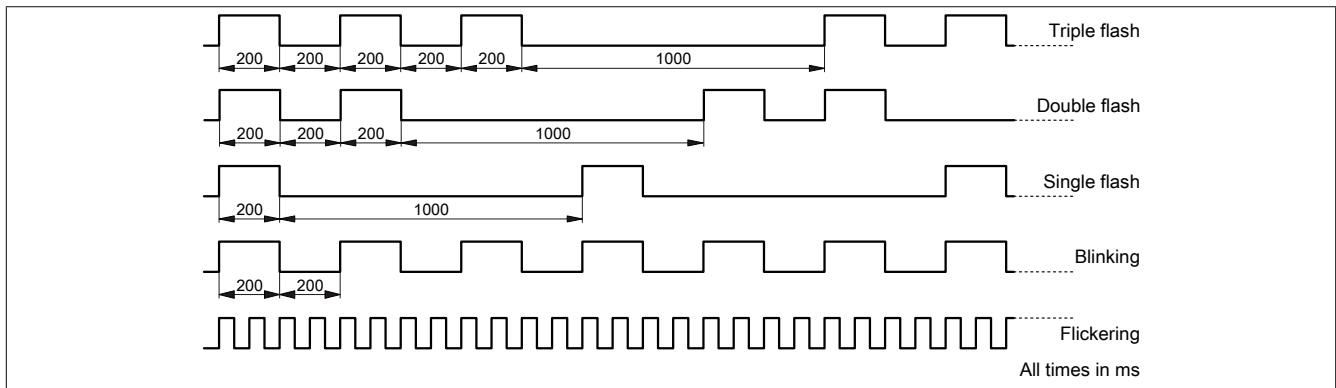 Triple flash
200 200 200 200 200 1000
Double flash
200 200 200 1000
Single flash
200 1000
Blinking
200 200
Flickering
All times in ms